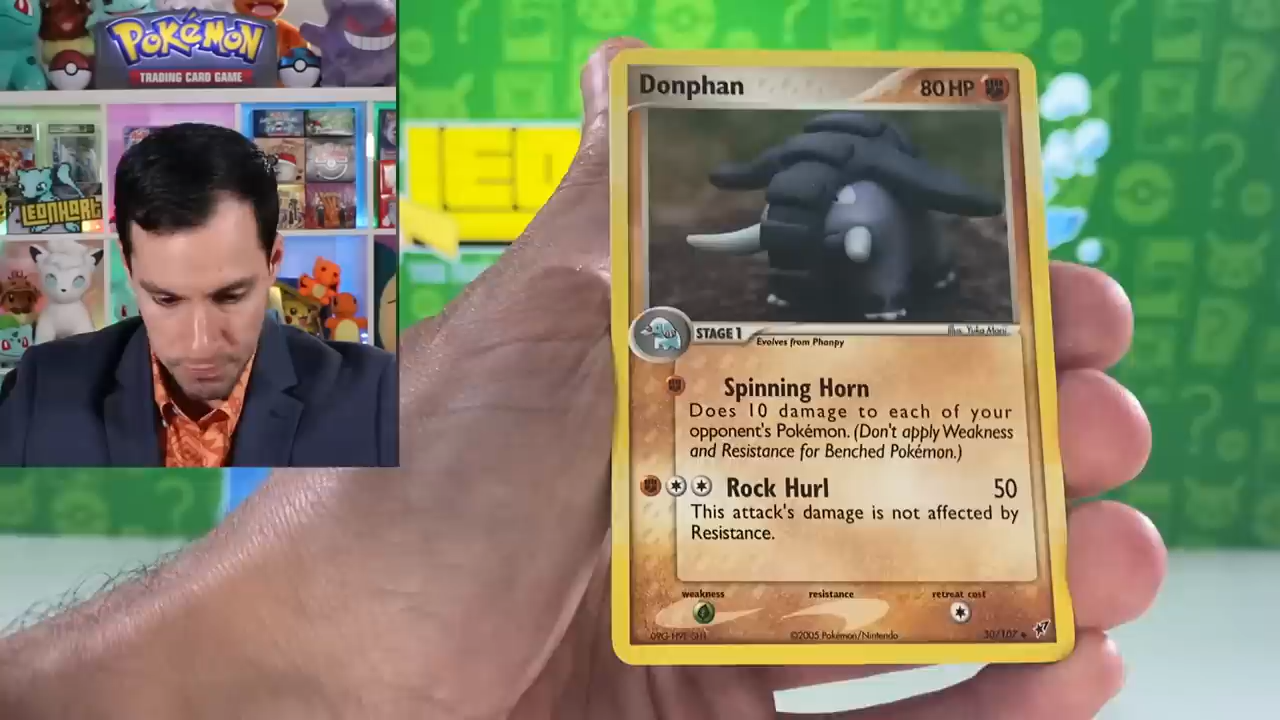 POKéMON
TRADING CARD GAME
LEONHART
Donphan
80 HP
STAGE 1
Evolves from Phanpy
Illus. Yuka Morii
Spinning Horn
Does 10 damage to each of your
opponent's Pokémon. (Don't apply Weakness
and Resistance for Benched Pokémon.)
Rock Hurl 50
This attack's damage is not affected by
Resistance.
weakness resistance retreat cost
©2005 Pokémon/Nintendo
30/107